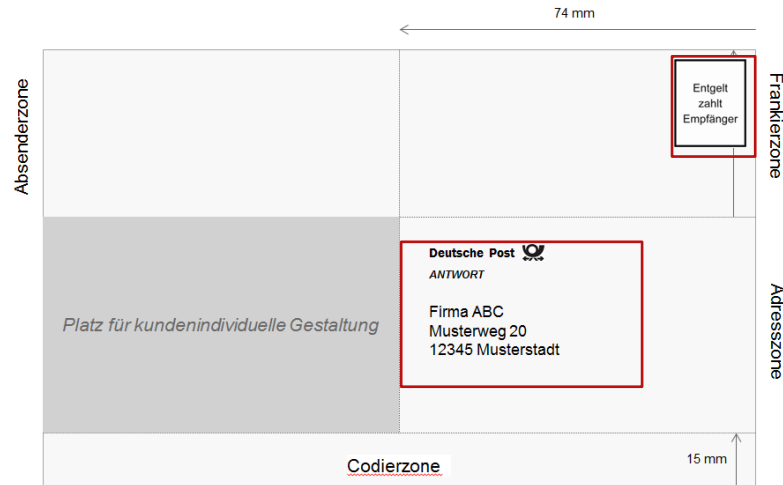 74 mm
Absenderzone
Entgelt
zahlt
Empfänger
Frankierzone
Deutsche Post
ANTWORT
Firma ABC
Musterweg 20
12345 Musterstadt
Platz für kundenindividuelle Gestaltung
Adresszone
Codierzone
15 mm